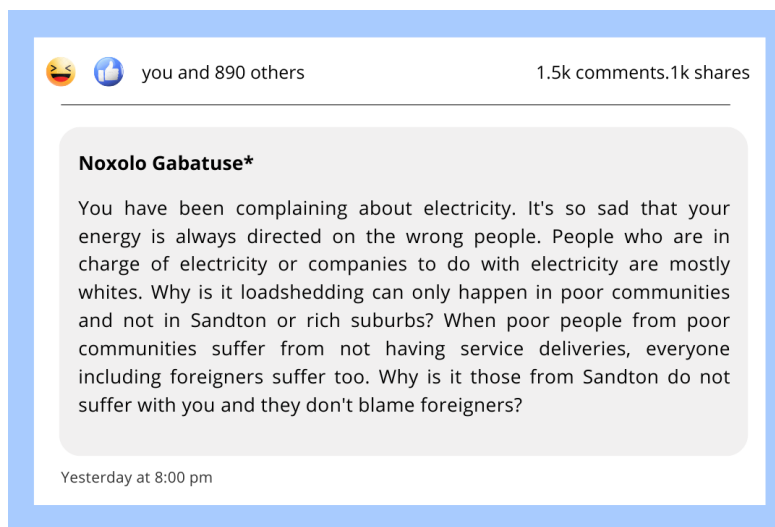 you and 890 others
1.5k comments.1k shares
Noxolo Gabatuse*
You have been complaining about electricity. It's so sad that your
energy is always directed on the wrong people. People who are in
charge of electricity or companies to do with electricity are mostly
whites. Why is it loadshedding can only happen in poor communities
and not in Sandton or rich suburbs? When poor people from poor
communities suffer from not having service deliveries, everyone
including foreigners suffer too. Why is it those from Sandton do not
suffer with you and they don't blame foreigners?
Yesterday at 8:00 pm